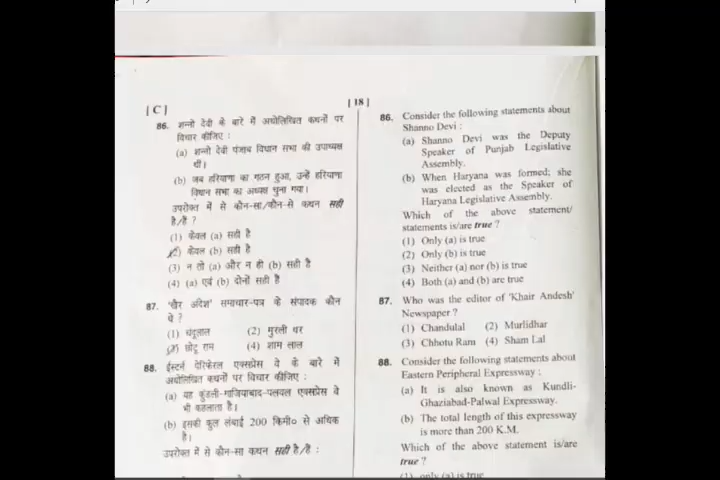 [ C ]
[ 18 ]
86. शन्नो देवी के बारे में अधोलिखित कथनों पर
विचार कीजिए :
(a) शन्नो देवी पंजाब विधान सभा की उपाध्यक्ष
थीं।
(b) जब हरियाणा का गठन हुआ, उन्हें हरियाणा
विधान सभा का अध्यक्ष चुना गया।
उपरोक्त में से कौन-सा/कौन-से कथन सही
है/हैं ?
(1) केवल (a) सही है
(2) केवल (b) सही है
(3) न तो (a) और न ही (b) सही है
(4) (a) एवं (b) दोनों सही है
87. 'खैर अंदेश' समाचार-पत्र के संपादक कौन
थे ?
(1) चंदूलाल (2) मुरली धर
(3) छोटू राम (4) शाम लाल
88. ईस्टर्न पेरिफेरल एक्सप्रेस वे के बारे में
अधोलिखित कथनों पर विचार कीजिए :
(a) यह कुंडली-गाजियाबाद-पलवल एक्सप्रेस वे
भी कहलाता है।
(b) इसकी कुल लंबाई 200 किमी० से अधिक
है।
उपरोक्त में से कौन-सा कथन सही है/हैं :
86. Consider the following statements about
Shanno Devi :
(a) Shanno Devi was the Deputy
Speaker of Punjab Legislative
Assembly.
(b) When Haryana was formed; she
was elected as the Speaker of
Haryana Legislative Assembly.
Which of the above statement/
statements is/are true ?
(1) Only (a) is true
(2) Only (b) is true
(3) Neither (a) nor (b) is true
(4) Both (a) and (b) are true
87. Who was the editor of 'Khair Andesh'
Newspaper ?
(1) Chandulal (2) Murlidhar
(3) Chhotu Ram (4) Sham Lal
88. Consider the following statements about
Eastern Peripheral Expressway :
(a) It is also known as Kundli-
Ghaziabad-Palwal Expressway.
(b) The total length of this expressway
is more than 200 K.M.
Which of the above statement is/are
true ?
(1) only (a) is true